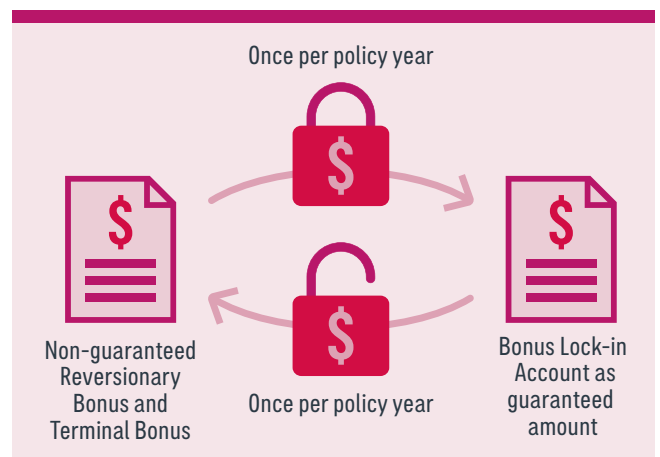 Once per policy year
$
$
$
Non-guaranteed
Reversionary
Bonus and
Terminal Bonus
$
Once per policy year
Bonus Lock-in
Account as
guaranteed
amount